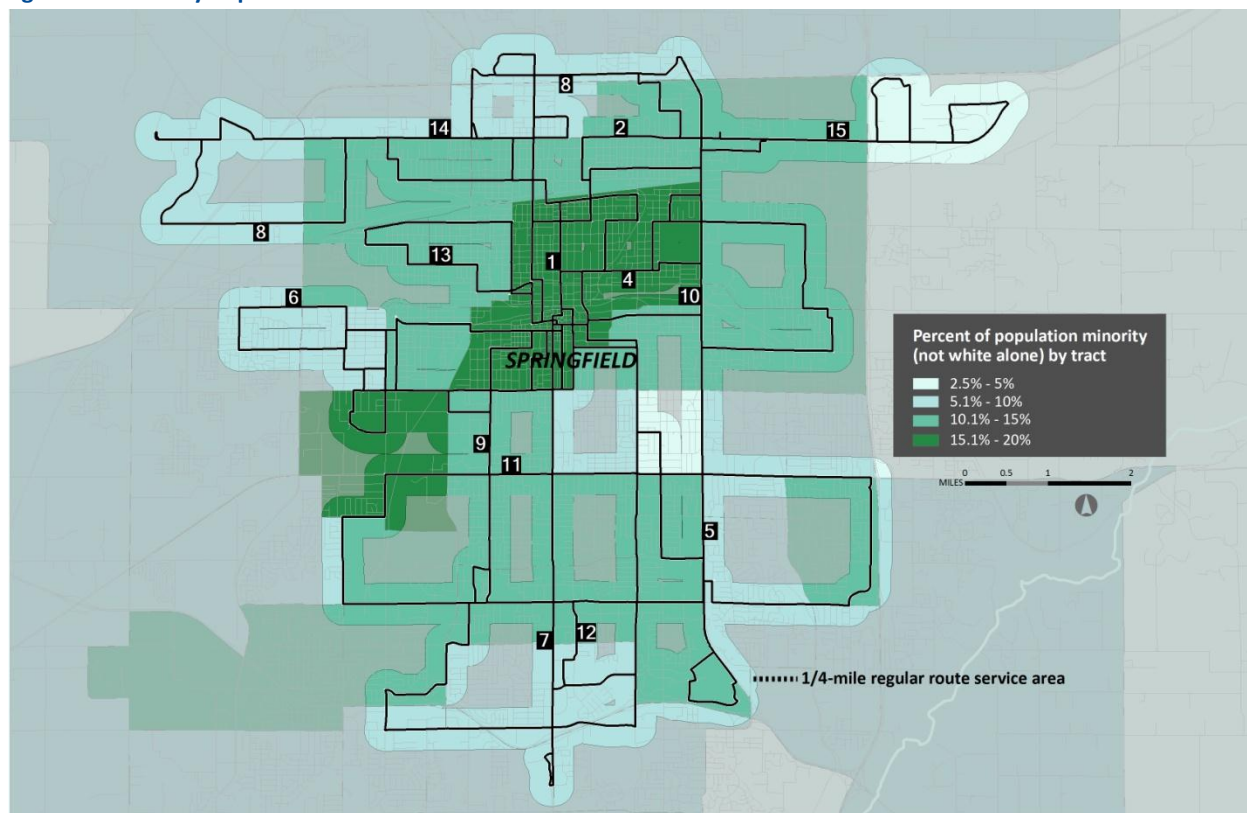 8
14
2
15
8
13
1
4
6
10
SPRINGFIELD
Percent of population minority
(not white alone) by tract
2.5% - 5%
5.1% - 10%
10.1% - 15%
15.1% - 20%
9
11
0 0.5 1 2
MILES
5
7
12
1/4-mile regular route service area